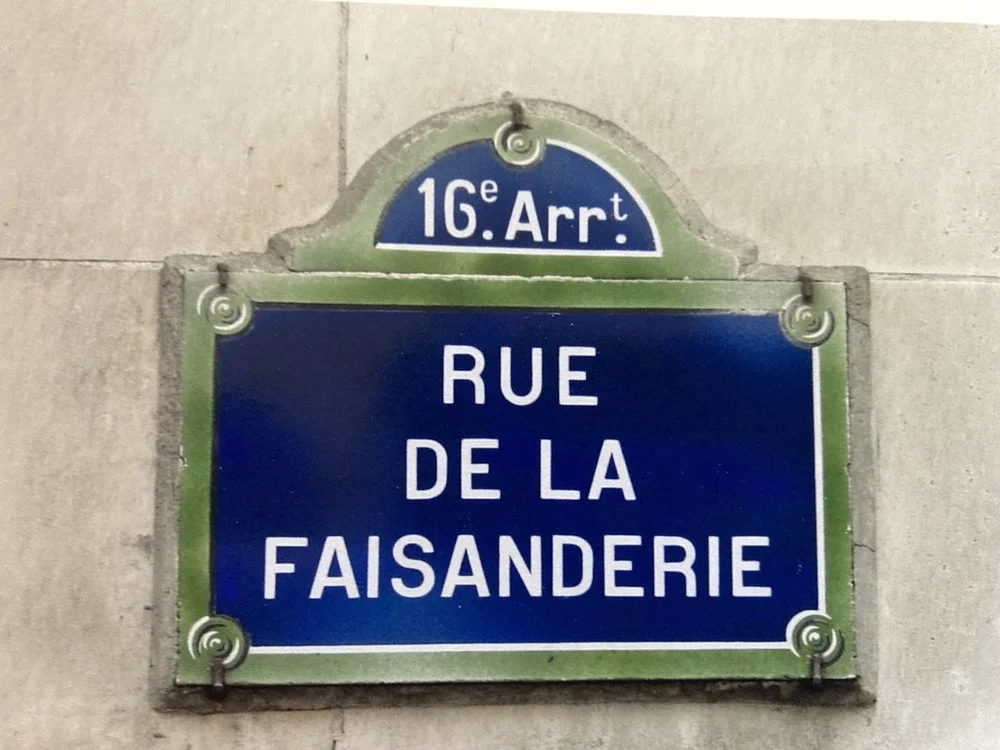 16e. Arrt.
RUE
DE LA
FAISANDERIE